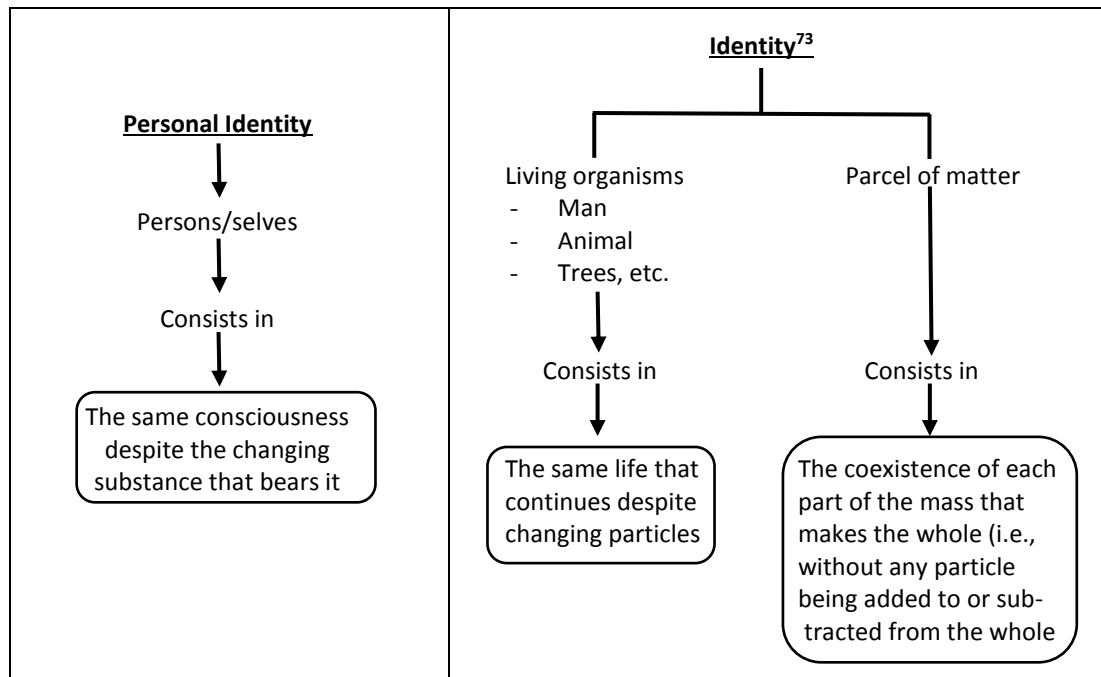 Personal Identity
Persons/selves
Consists in
The same consciousness
despite the changing
substance that bears it
Identity73
Living organisms
- Man
- Animal
- Trees, etc.
Consists in
The same life that
continues despite
changing particles
Parcel of matter
Consists in
The coexistence of each
part of the mass that
makes the whole (i.e.,
without any particle
being added to or sub-
tracted from the whole